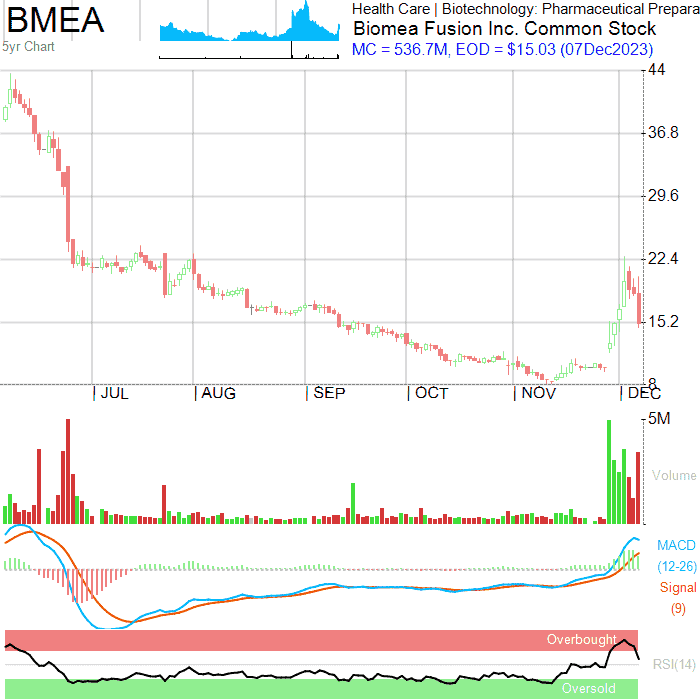 BMEA
5yr Chart
Health Care | Biotechnology: Pharmaceutical Prepara
Biomea Fusion Inc. Common Stock
MC = 536.7M, EOD = $15.03 (07Dec2023)
44
36.8
29.6
22.4
15.2
8
JUL AUG SEP OCT NOV DEC
5M
Volume
MACD
(12-26)
Signal
(9)
Overbought
RSI(14)
Oversold